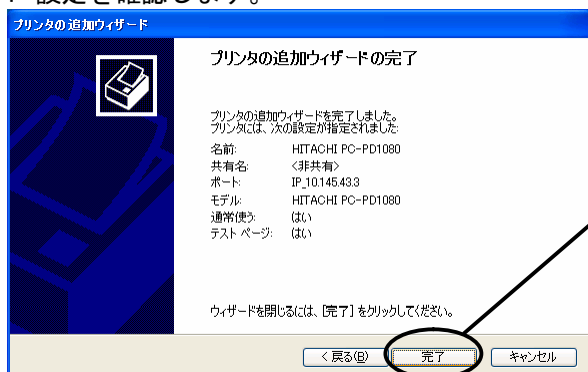 設定を確認します。
プリンタの追加ウィザード
プリンタの追加ウィザードの完了
プリンタの追加ウィザードを完了しました。
プリンタには、次の設定が指定されました:
名前: HITACHI PC-PD1080
共有名: <非共有>
ポート: IP_10.145.43.3
モデル: HITACHI PC-PD1080
通常使う: はい
テスト ページ: はい
ウィザードを閉じるには、[完了] をクリックしてください。
< 戻る(B) 完了 キャンセル